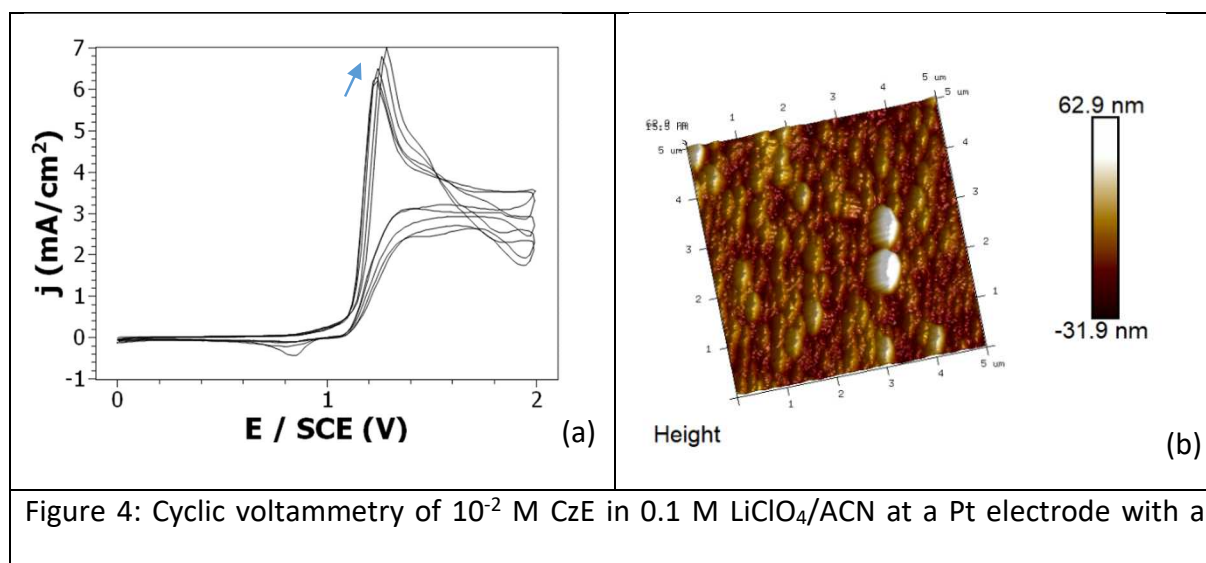 7
6
5
4
3
2
1
0
-1
j (mA/cm²)
0 1 2
E / SCE (V)
(a)
5 um
5 um
4
4
3
3
2
2
1
1
5 um
4
3
2
1
1
2
3
4
5 um
Height
62.9 nm
-31.9 nm
(b)
Figure 4: Cyclic voltammetry of 10⁻² M CzE in 0.1 M LiClO₄/ACN at a Pt electrode with a